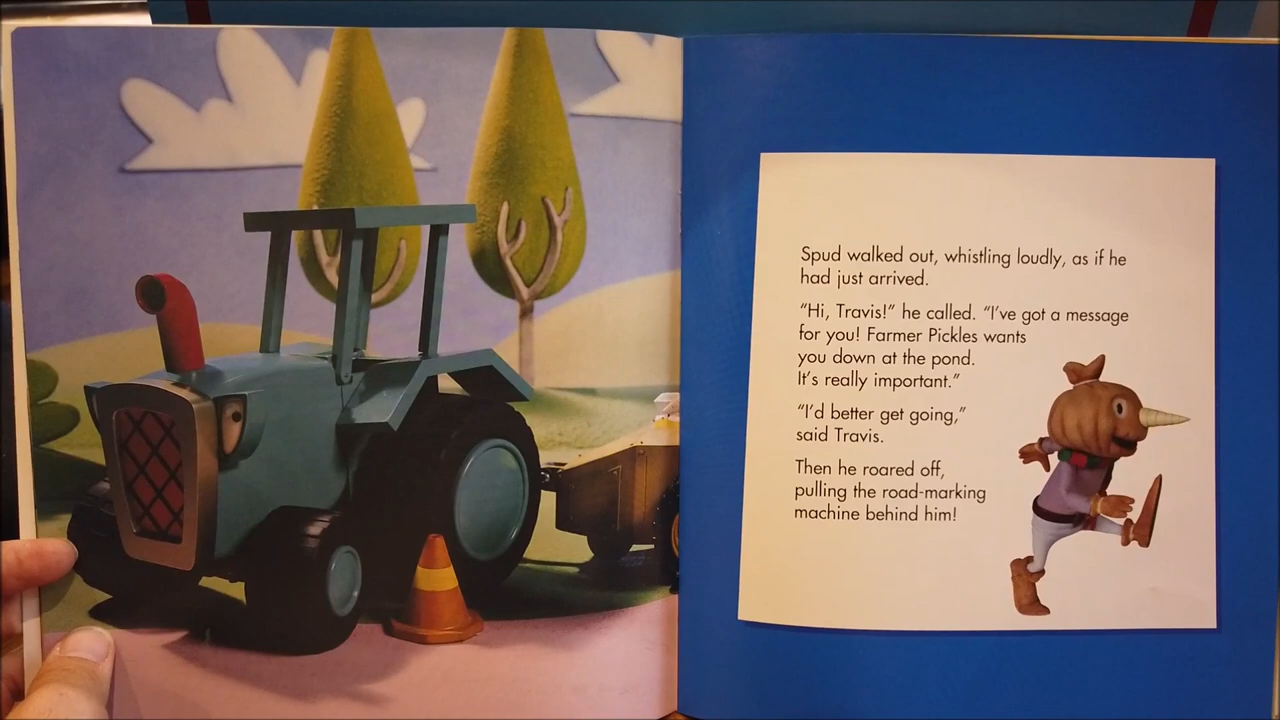 Spud walked out, whistling loudly, as if he
had just arrived.
“Hi, Travis!” he called. “I’ve got a message
for you! Farmer Pickles wants
you down at the pond.
It’s really important.”
“I’d better get going,”
said Travis.
Then he roared off,
pulling the road-marking
machine behind him!